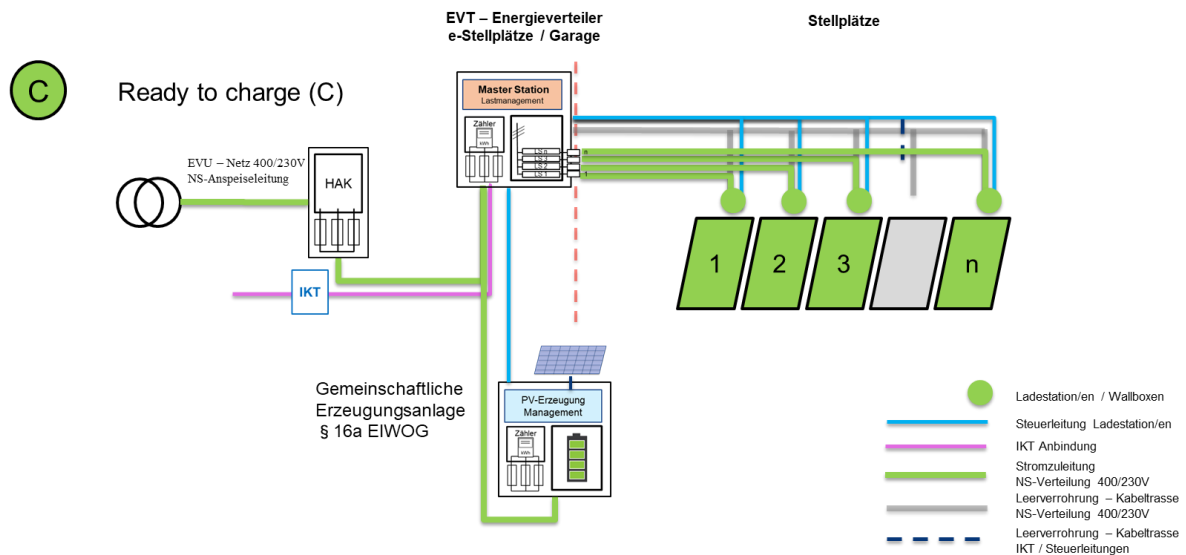 EVT – Energieverteiler
e-Stellplätze / Garage
Stellplätze
C
Ready to charge (C)
Master Station
Lastmanagement
Zähler
kWh
LS n
LS 3
LS 2
LS 1
n
1
EVU – Netz 400/230V
NS-Anspeiseleitung
HAK
IKT
1
2
3
n
Gemeinschaftliche
Erzeugungsanlage
§ 16a EIWOG
PV-Erzeugung
Management
Zähler
kWh
Ladestation/en / Wallboxen
Steuerleitung Ladestation/en
IKT Anbindung
Stromzuleitung
NS-Verteilung 400/230V
Leerverrohrung – Kabeltrasse
NS-Verteilung 400/230V
Leerverrohrung – Kabeltrasse
IKT / Steuerleitungen